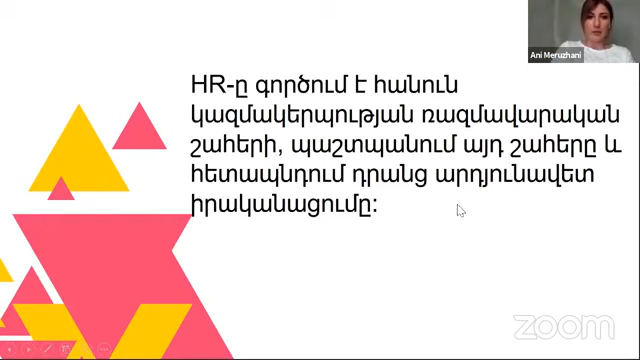 Ani Meruzhani
HR-ը գործում է հանուն
կազմակերպության ռազմավարական
շահերի, պաշտպանում այդ շահերը և
հետապնդում դրանց արդյունավետ
իրականացումը:
zoom